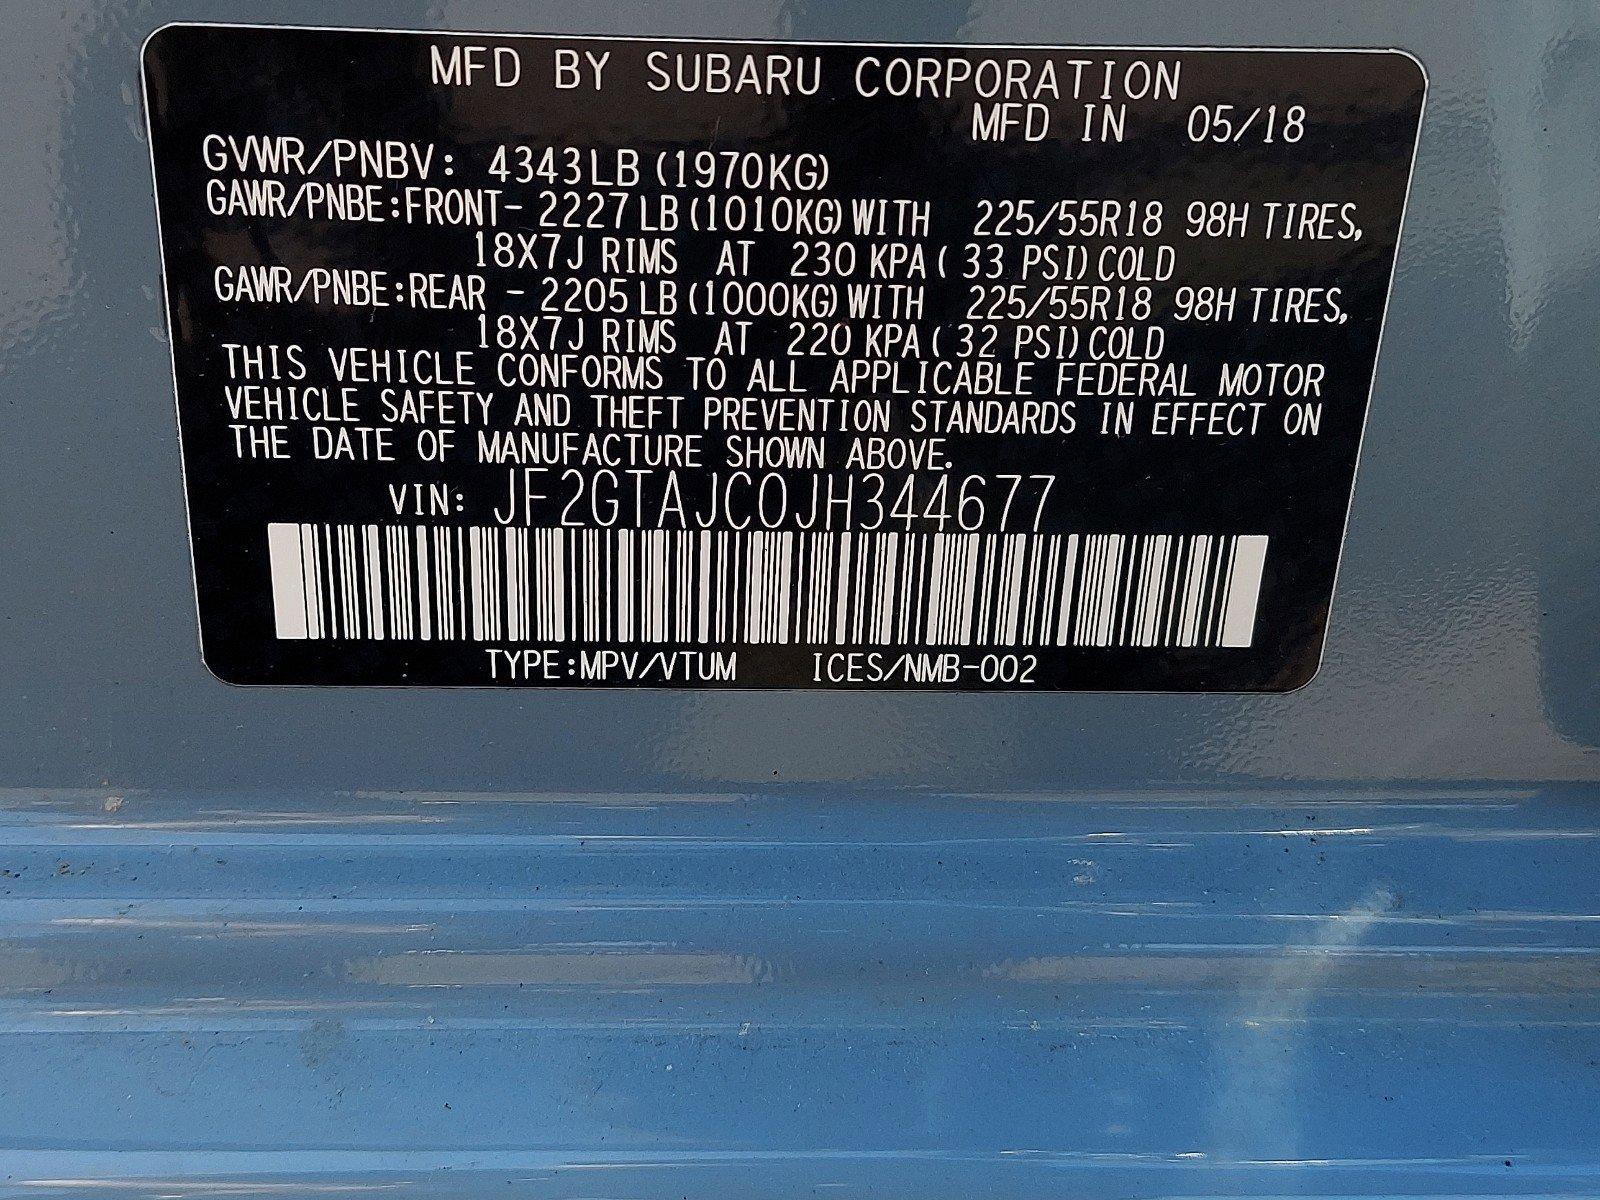 MFD BY SUBARU CORPORATION
MFD IN 05/18
GVWR/PNBV: 4343LB (1970KG)
GAWR/PNBE:FRONT- 2227LB (1010KG) WITH 225/55R18 98H TIRES,
18X7J RIMS AT 230 KPA ( 33 PSI) COLD
GAWR/PNBE:REAR - 2205LB (1000KG) WITH 225/55R18 98H TIRES,
18X7J RIMS AT 220 KPA ( 32 PSI) COLD
THIS VEHICLE CONFORMS TO ALL APPLICABLE FEDERAL MOTOR
VEHICLE SAFETY AND THEFT PREVENTION STANDARDS IN EFFECT ON
THE DATE OF MANUFACTURE SHOWN ABOVE.
VIN: JF2GTAJC0JH344677
TYPE:MPV/VTUM ICES/NMB-002